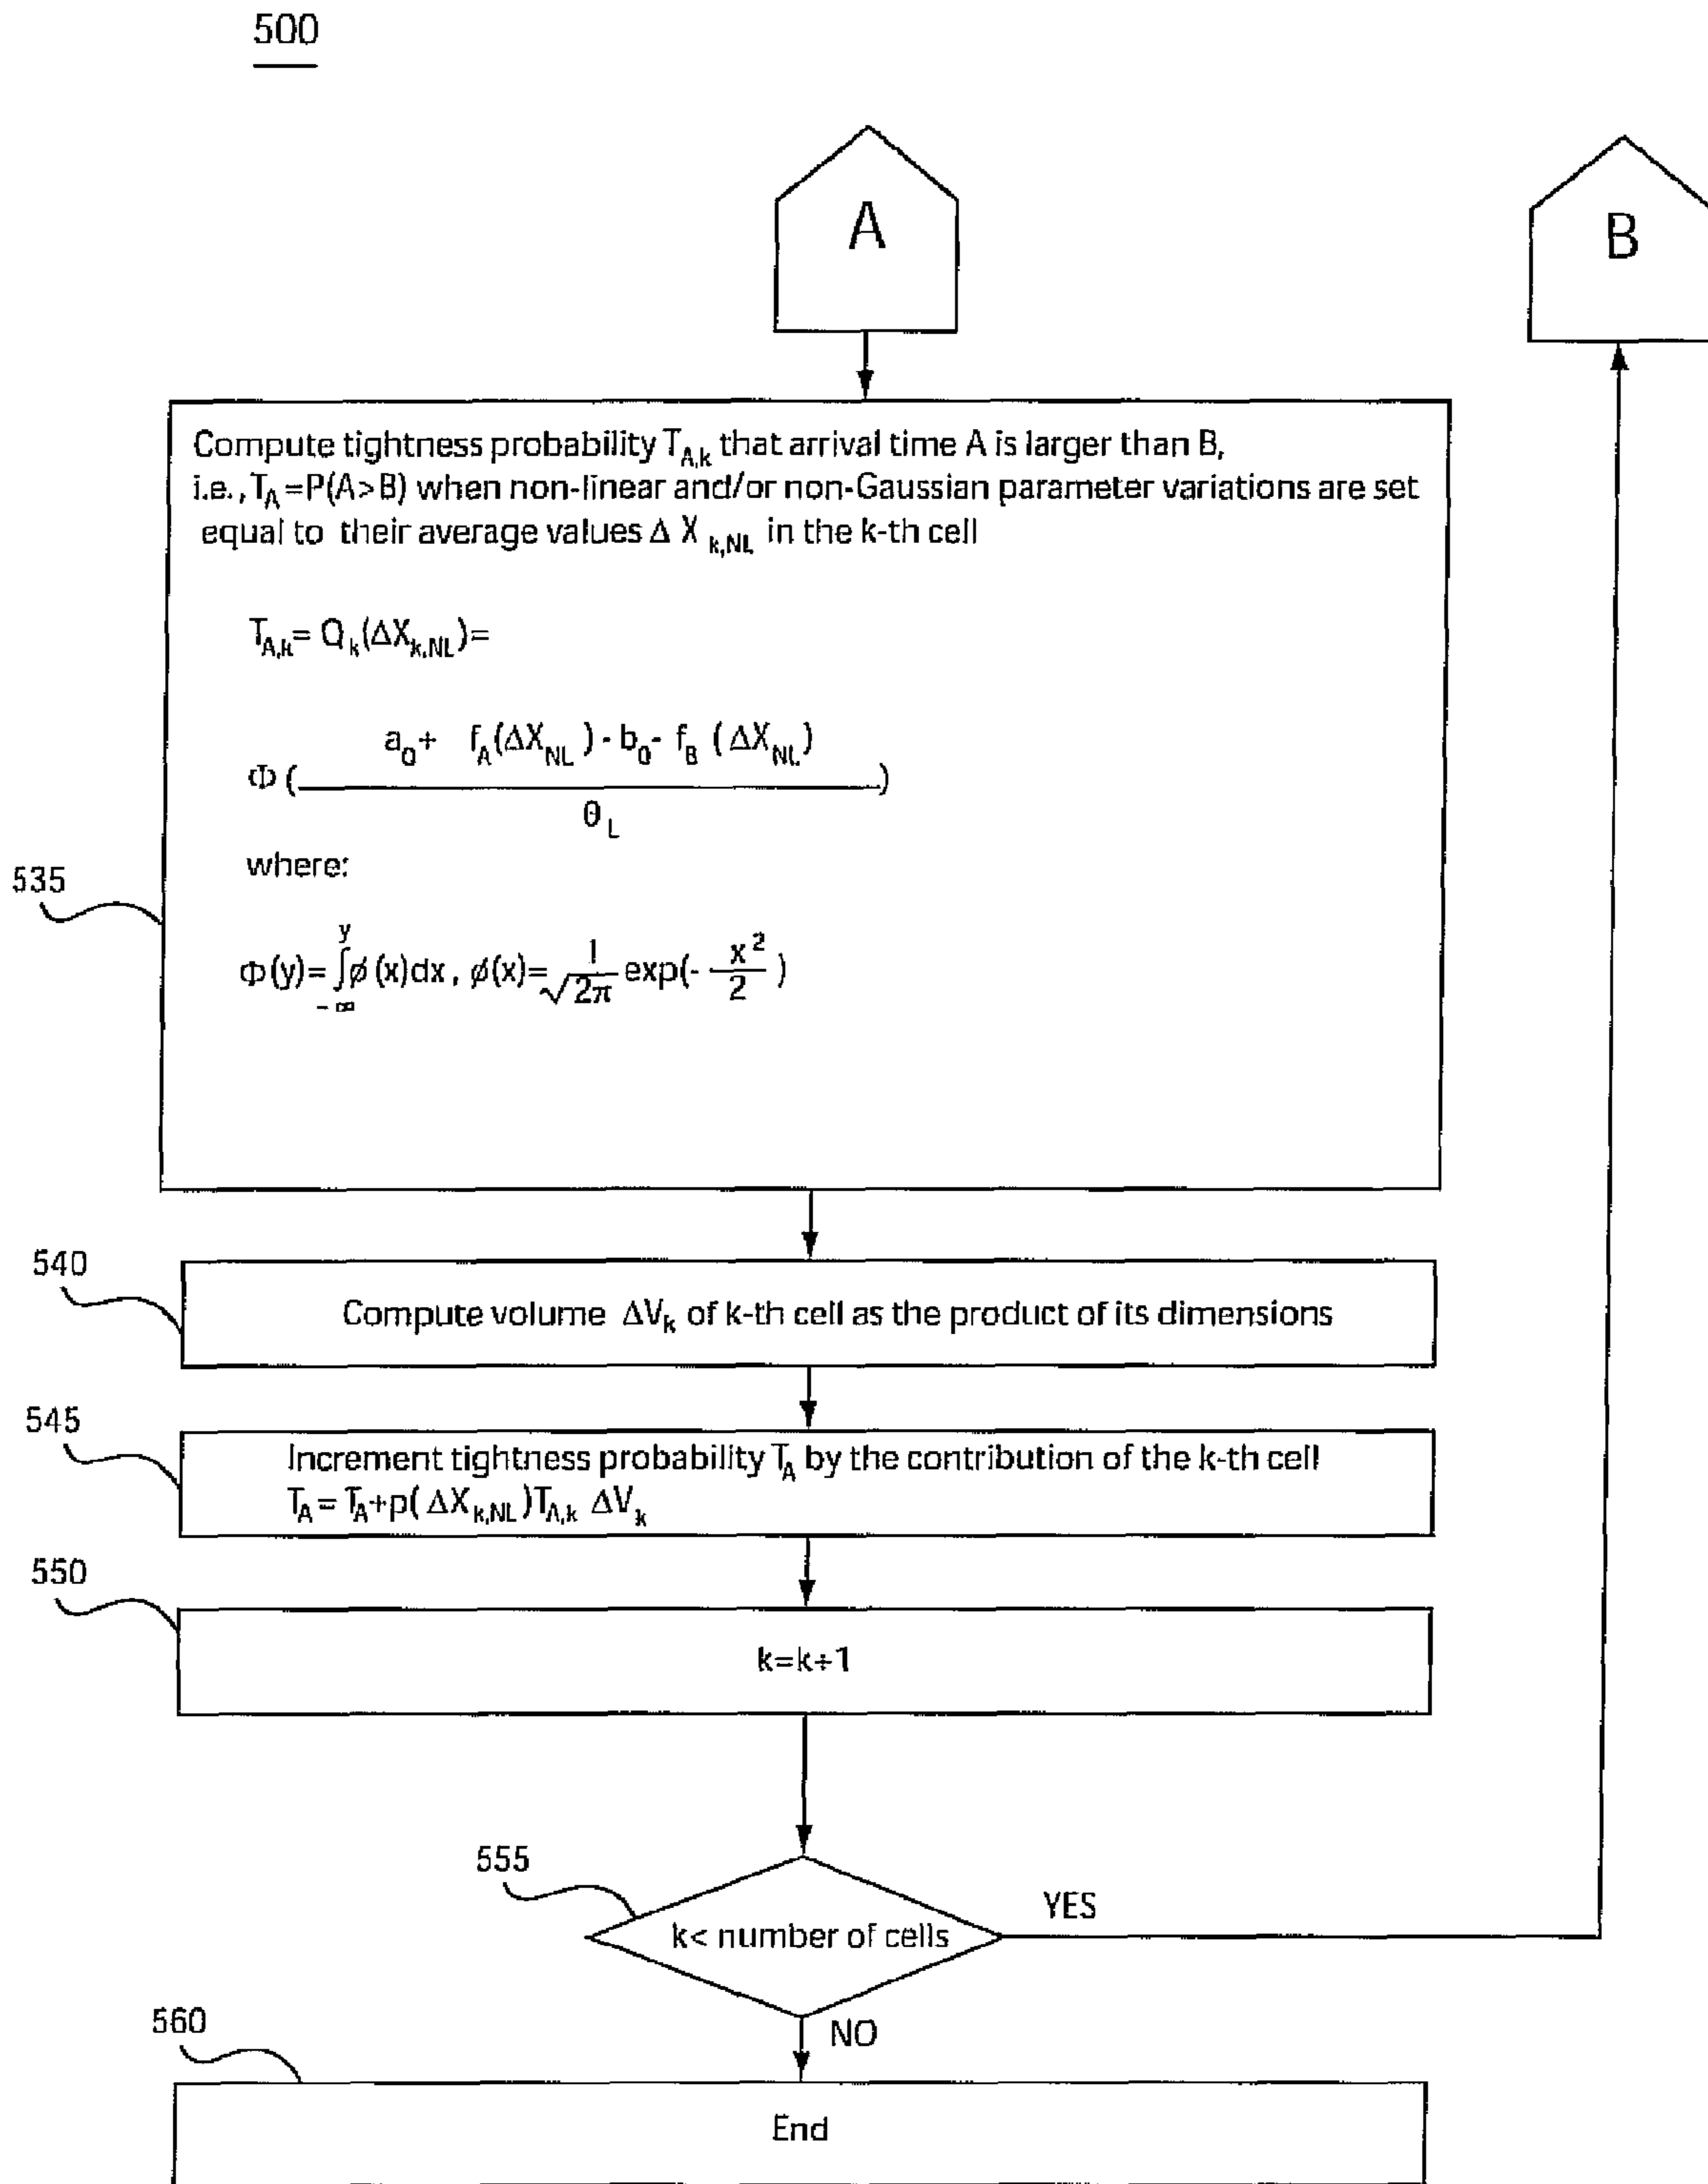 500
A
B
Compute tightness probability T_{A,k} that arrival time A is larger than B,
i.e., T_A =P(A>B) when non-linear and/or non-Gaussian parameter variations are set
equal to their average values Δ X_{k,NL} in the k-th cell
T_{A,k}= Q_k(ΔX_{k,NL})=
Φ ( (a_0+ f_A(ΔX_{NL}) - b_0- f_B (ΔX_{NL})) / θ_L )
where:
535
Φ(y)= ∫_{-∞}^{y} ø (x)dx, ø(x)= 1/√2π exp(- x^2/2 )
540
Compute volume ΔV_k of k-th cell as the product of its dimensions
545
Increment tightness probability T_A by the contribution of the k-th cell
T_A = T_A+p( ΔX_{k,NL})T_{A,k} ΔV_k
550
k=k+1
555
k< number of cells
YES
NO
560
End